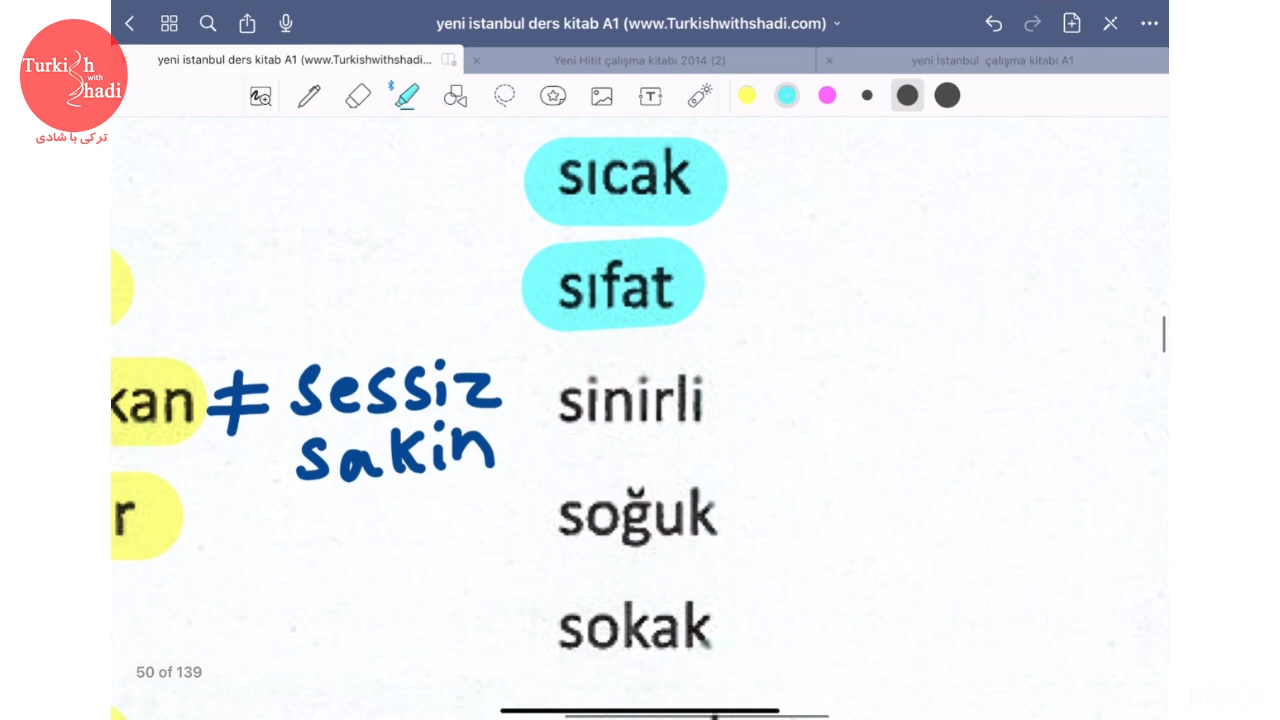 yeni istanbul ders kitab A1 (www.Turkishwithshadi.com)
yeni istanbul ders kitab A1 (www.Turkishwithshadi...
Yeni Hitit çalışma kitabı 2014 (2)
yeni İstanbul çalışma kitabı A1
Turkish
with
Shadi
ترکی با شادی
sıcak
sıfat
kan ≠ sessiz
sakin
sinirli
r
soğuk
sokak
50 of 139